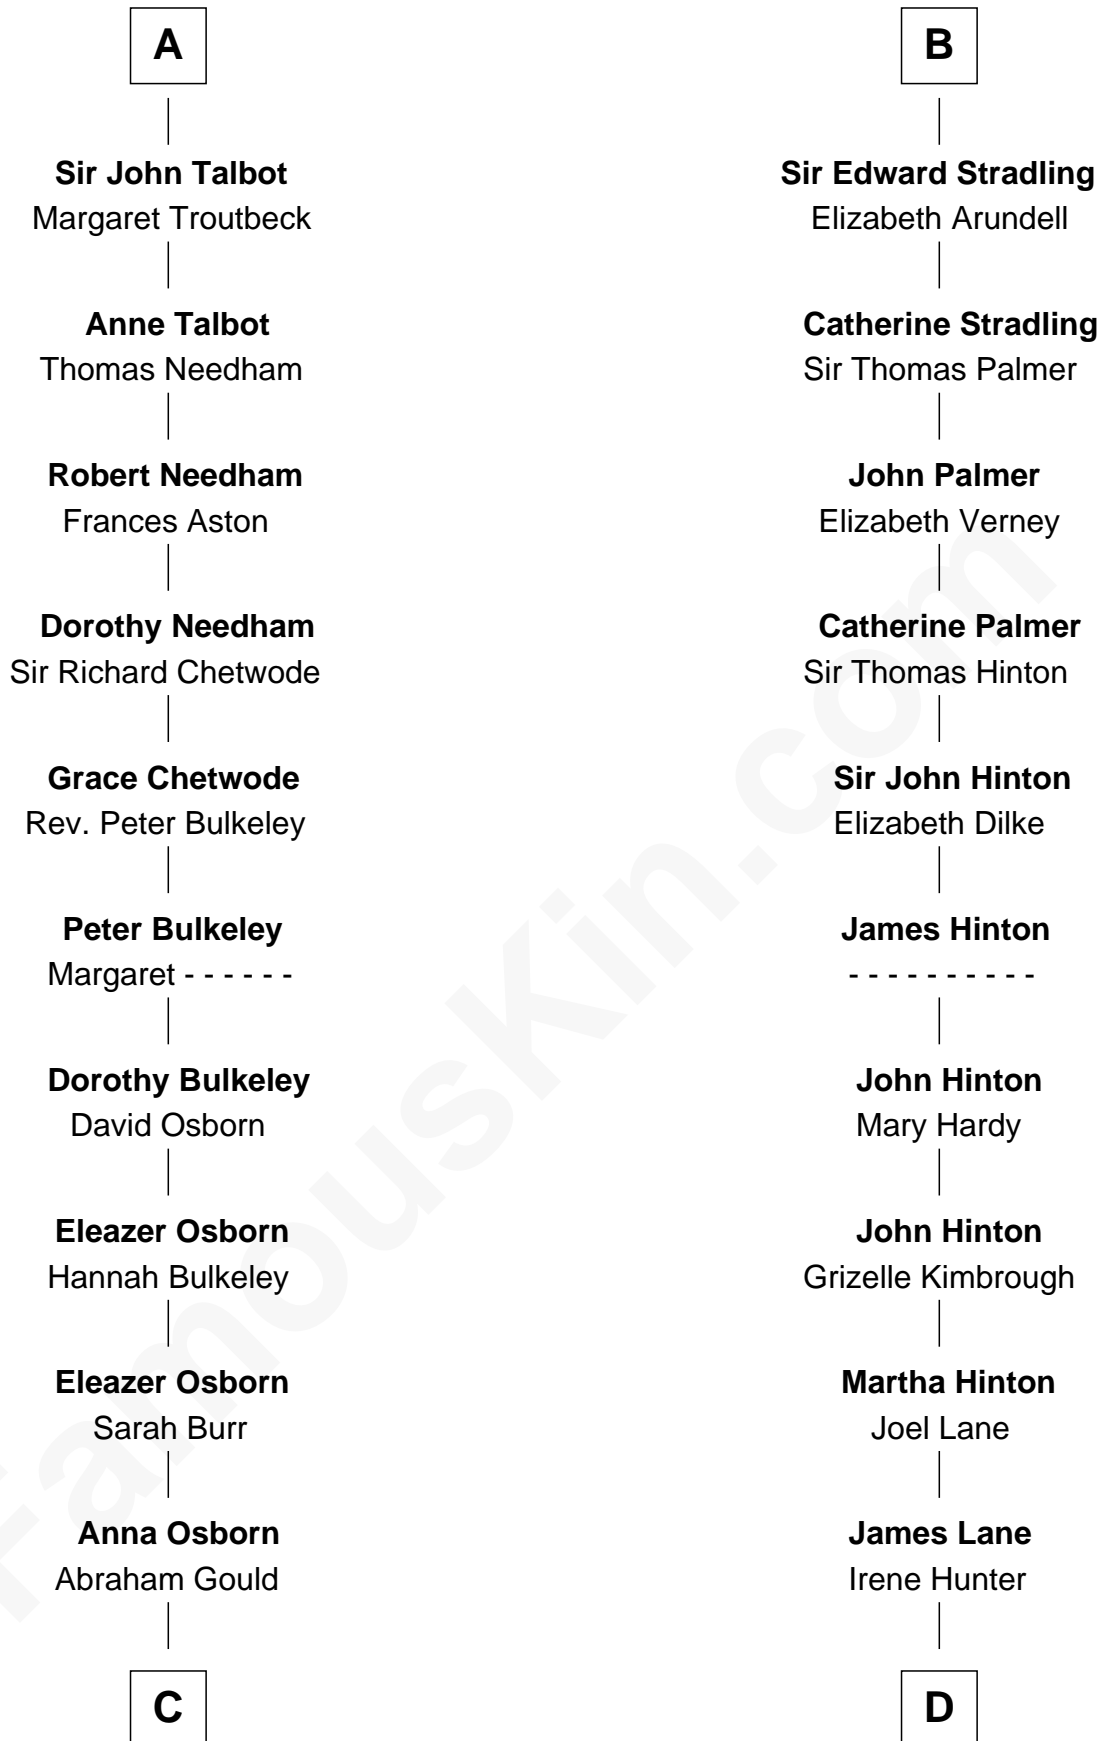 A
Sir John Talbot
Margaret Troutbeck
Anne Talbot
Thomas Needham
Robert Needham
Frances Aston
Dorothy Needham
Sir Richard Chetwode
Grace Chetwode
Rev. Peter Bulkeley
Peter Bulkeley
Margaret - - - - - -
Dorothy Bulkeley
David Osborn
Eleazer Osborn
Hannah Bulkeley
Eleazer Osborn
Sarah Burr
Anna Osborn
Abraham Gould
C
B
Sir Edward Stradling
Elizabeth Arundell
Catherine Stradling
Sir Thomas Palmer
John Palmer
Elizabeth Verney
Catherine Palmer
Sir Thomas Hinton
Sir John Hinton
Elizabeth Dilke
James Hinton
- - - - - - - - - -
John Hinton
Mary Hardy
John Hinton
Grizelle Kimbrough
Martha Hinton
Joel Lane
James Lane
Irene Hunter
D
FamousKin.com